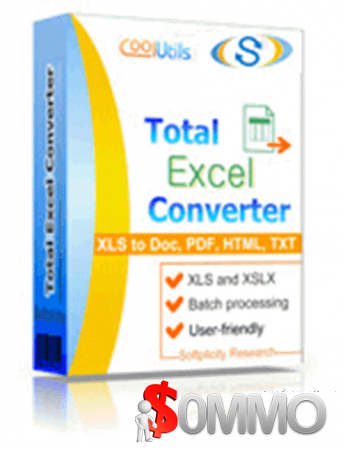 CoolUtils
S
Total
Excel
Converter
XLS to Doc, PDF, HTML, TXT
XLS and XSLX
Batch processing
User-friendly
Softplicity Research
Total Excel Converter
$OMMO